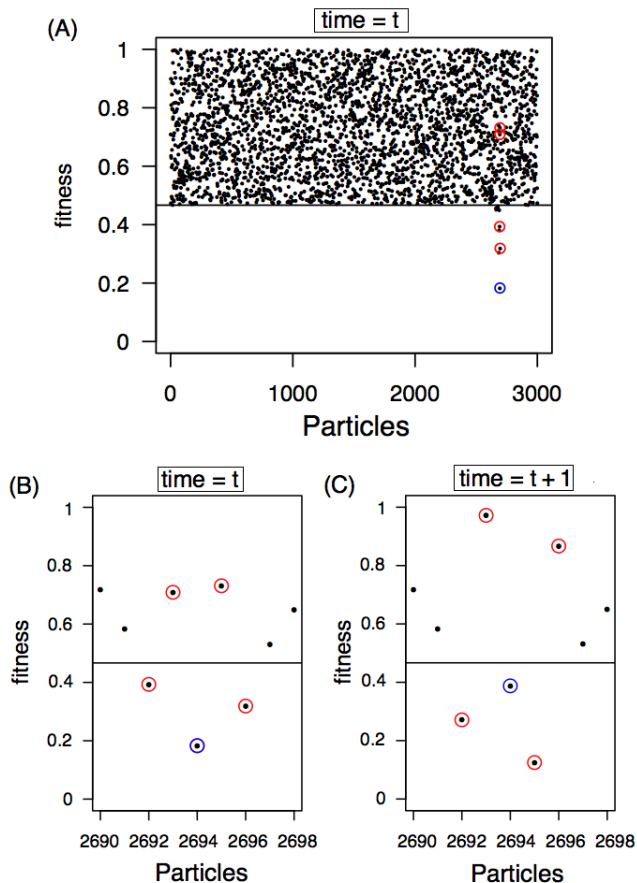 (A)
time = t
1
0.8
0.6
0.4
0.2
0
fitness
0 1000 2000 3000
Particles
(B)
time = t
1
0.8
0.6
0.4
0.2
0
fitness
2690 2692 2694 2696 2698
Particles
(C)
time = t + 1
1
0.8
0.6
0.4
0.2
0
fitness
2690 2692 2694 2696 2698
Particles